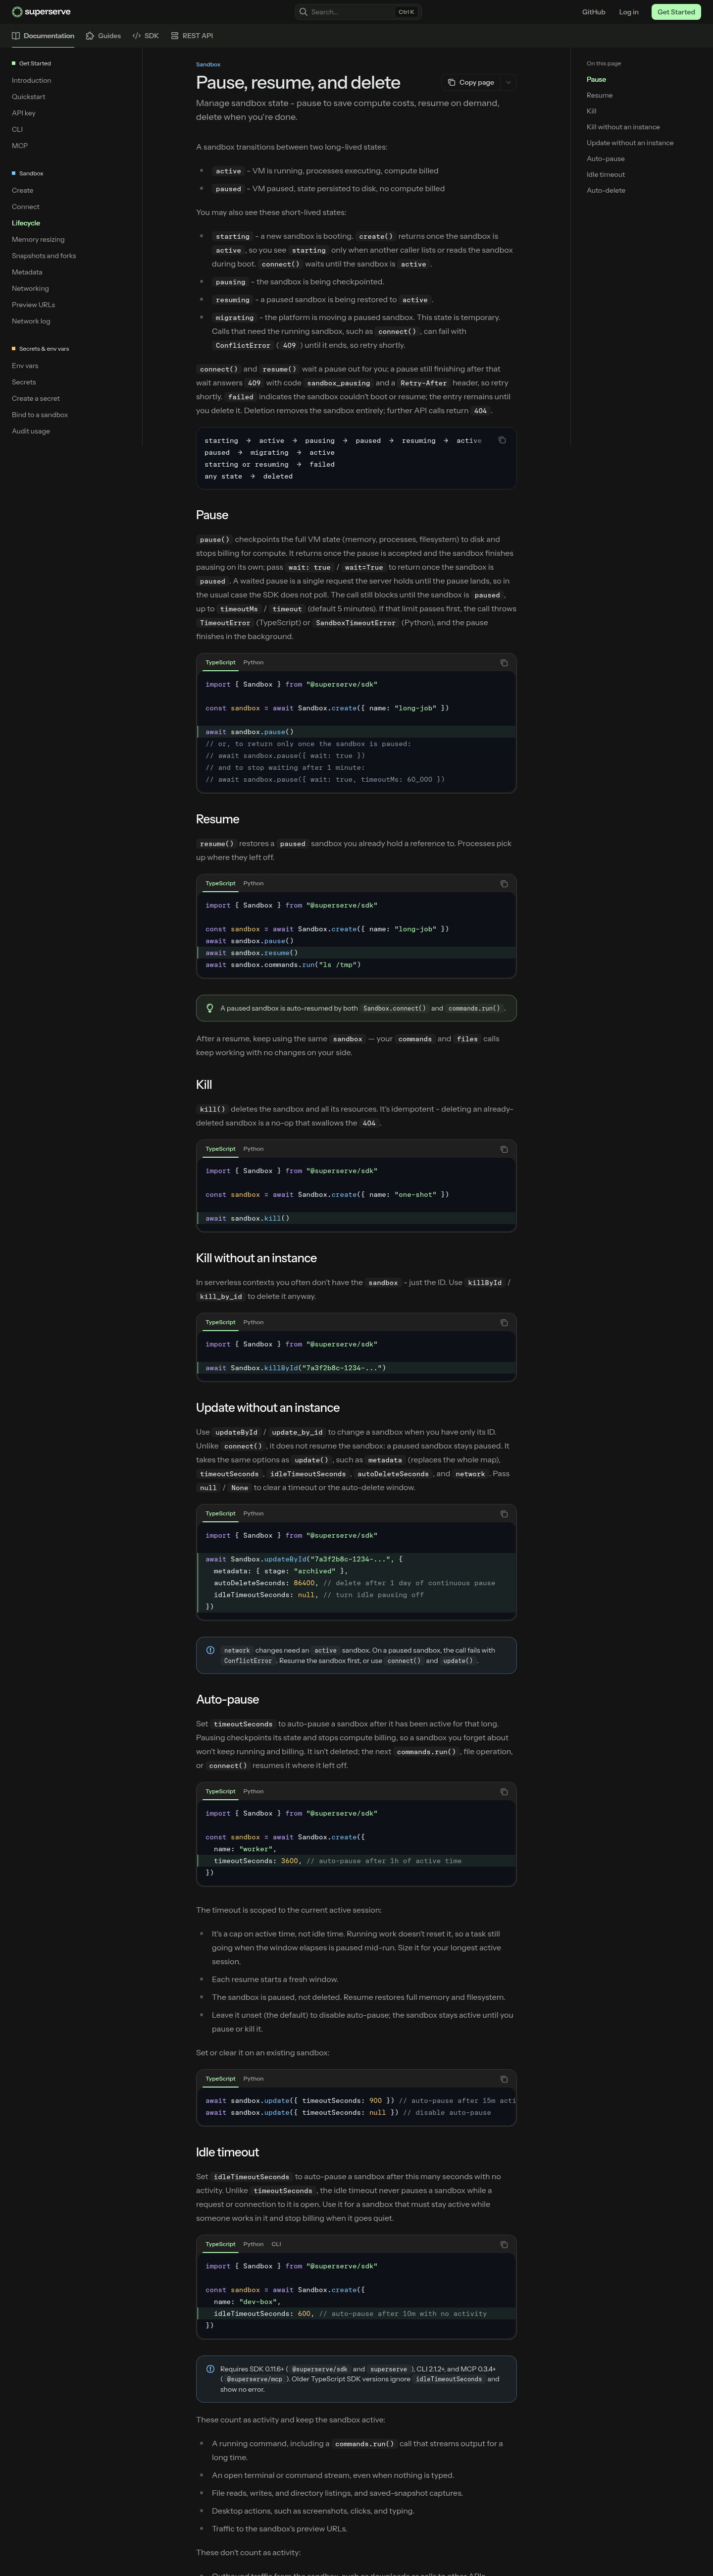 superserve
Search...
Ctrl K
GitHub
Log in
Get Started
Documentation
Guides
SDK
REST API
Get Started
Introduction
Quickstart
API key
CLI
MCP
Sandbox
Create
Connect
Lifecycle
Memory resizing
Snapshots and forks
Metadata
Networking
Preview URLs
Network log
Secrets & env vars
Env vars
Secrets
Create a secret
Bind to a sandbox
Audit usage
Sandbox
Pause, resume, and delete
Copy page
Manage sandbox state - pause to save compute costs, resume on demand,
delete when you're done.
A sandbox transitions between two long-lived states:
active - VM is running, processes executing, compute billed
paused - VM paused, state persisted to disk, no compute billed
You may also see these short-lived states:
starting - a new sandbox is booting. create() returns once the sandbox is
active, so you see starting only when another caller lists or reads the sandbox
during boot. connect() waits until the sandbox is active.
pausing - the sandbox is being checkpointed.
resuming - a paused sandbox is being restored to active.
migrating - the platform is moving a paused sandbox. This state is temporary.
Calls that need the running sandbox, such as connect(), can fail with
ConflictError ( 409 ) until it ends, so retry shortly.
connect() and resume() wait a pause out for you; a pause still finishing after that
wait answers 409 with code sandbox_pausing and a Retry-After header, so retry
shortly. failed indicates the sandbox couldn't boot or resume; the entry remains until
you delete it. Deletion removes the sandbox entirely; further API calls return 404.
starting → active → pausing → paused → resuming → active
paused → migrating → active
starting or resuming → failed
any state → deleted
Pause
pause() checkpoints the full VM state (memory, processes, filesystem) to disk and
stops billing for compute. It returns once the pause is accepted and the sandbox finishes
pausing on its own; pass wait: true / wait=True to return once the sandbox is
paused. A waited pause is a single request the server holds until the pause lands, so in
the usual case the SDK does not poll. The call still blocks until the sandbox is paused,
up to timeoutMs / timeout (default 5 minutes). If that limit passes first, the call throws
TimeoutError (TypeScript) or SandboxTimeoutError (Python), and the pause
finishes in the background.
TypeScript Python
import { Sandbox } from "@superserve/sdk"
const sandbox = await Sandbox.create({ name: "long-job" })
await sandbox.pause()
// or, to return only once the sandbox is paused:
// await sandbox.pause({ wait: true })
// and to stop waiting after 1 minute:
// await sandbox.pause({ wait: true, timeoutMs: 60_000 })
Resume
resume() restores a paused sandbox you already hold a reference to. Processes pick
up where they left off.
TypeScript Python
import { Sandbox } from "@superserve/sdk"
const sandbox = await Sandbox.create({ name: "long-job" })
await sandbox.pause()
await sandbox.resume()
await sandbox.commands.run("ls /tmp")
A paused sandbox is auto-resumed by both Sandbox.connect() and commands.run().
After a resume, keep using the same sandbox — your commands and files calls
keep working with no changes on your side.
Kill
kill() deletes the sandbox and all its resources. It's idempotent - deleting an already-
deleted sandbox is a no-op that swallows the 404.
TypeScript Python
import { Sandbox } from "@superserve/sdk"
const sandbox = await Sandbox.create({ name: "one-shot" })
await sandbox.kill()
Kill without an instance
In serverless contexts you often don't have the sandbox - just the ID. Use killById /
kill_by_id to delete it anyway.
TypeScript Python
import { Sandbox } from "@superserve/sdk"
await Sandbox.killById("7a3f2b8c-1234-...")
Update without an instance
Use updateById / update_by_id to change a sandbox when you have only its ID.
Unlike connect(), it does not resume the sandbox: a paused sandbox stays paused. It
takes the same options as update(), such as metadata (replaces the whole map),
timeoutSeconds, idleTimeoutSeconds, autoDeleteSeconds, and network. Pass
null / None to clear a timeout or the auto-delete window.
TypeScript Python
import { Sandbox } from "@superserve/sdk"
await Sandbox.updateById("7a3f2b8c-1234-...", {
metadata: { stage: "archived" },
autoDeleteSeconds: 86400, // delete after 1 day of continuous pause
idleTimeoutSeconds: null, // turn idle pausing off
})
network changes need an active sandbox. On a paused sandbox, the call fails with
ConflictError. Resume the sandbox first, or use connect() and update().
Auto-pause
Set timeoutSeconds to auto-pause a sandbox after it has been active for that long.
Pausing checkpoints its state and stops compute billing, so a sandbox you forget about
won't keep running and billing. It isn't deleted; the next commands.run(), file operation,
or connect() resumes it where it left off.
TypeScript Python
import { Sandbox } from "@superserve/sdk"
const sandbox = await Sandbox.create({
name: "worker",
timeoutSeconds: 3600, // auto-pause after 1h of active time
})
The timeout is scoped to the current active session:
It's a cap on active time, not idle time. Running work doesn't reset it, so a task still
going when the window elapses is paused mid-run. Size it for your longest active
session.
Each resume starts a fresh window.
The sandbox is paused, not deleted. Resume restores full memory and filesystem.
Leave it unset (the default) to disable auto-pause; the sandbox stays active until you
pause or kill it.
Set or clear it on an existing sandbox:
TypeScript Python
await sandbox.update({ timeoutSeconds: 900 }) // auto-pause after 15m acti
await sandbox.update({ timeoutSeconds: null }) // disable auto-pause
Idle timeout
Set idleTimeoutSeconds to auto-pause a sandbox after this many seconds with no
activity. Unlike timeoutSeconds, the idle timeout never pauses a sandbox while a
request or connection to it is open. Use it for a sandbox that must stay active while
someone works in it and stop billing when it goes quiet.
TypeScript Python CLI
import { Sandbox } from "@superserve/sdk"
const sandbox = await Sandbox.create({
name: "dev-box",
idleTimeoutSeconds: 600, // auto-pause after 10m with no activity
})
Requires SDK 0.11.6+ ( @superserve/sdk and superserve ), CLI 2.1.2+, and MCP 0.3.4+
( @superserve/mcp ). Older TypeScript SDK versions ignore idleTimeoutSeconds and
show no error.
These count as activity and keep the sandbox active:
A running command, including a commands.run() call that streams output for a
long time.
An open terminal or command stream, even when nothing is typed.
File reads, writes, and directory listings, and saved-snapshot captures.
Desktop actions, such as screenshots, clicks, and typing.
Traffic to the sandbox's preview URLs.
These don't count as activity:
On this page
Pause
Resume
Kill
Kill without an instance
Update without an instance
Auto-pause
Idle timeout
Auto-delete